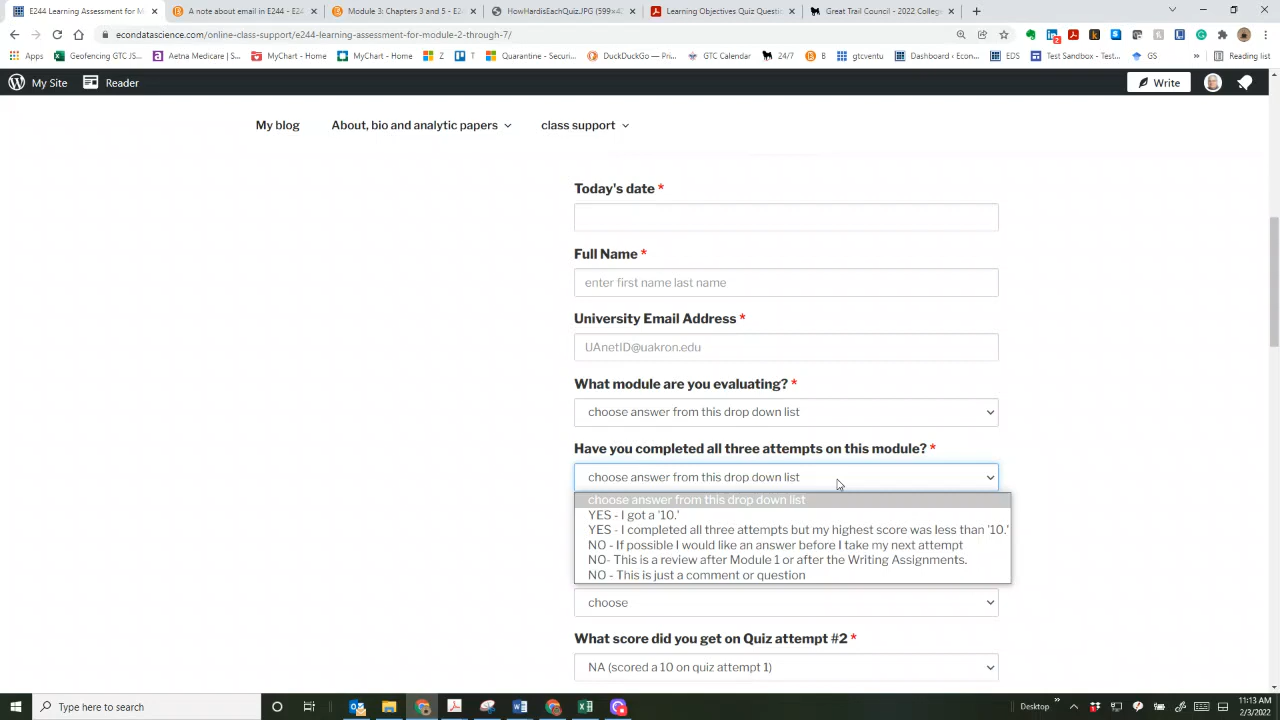 E244 Learning Assessment for M
A note about email in E244 - E24
Module 3: Chapters 3 and 5 - E2
HowHardisEachQuiz.JPG (599×4
Learning Objectives Quiz Questi
Great Trail Council - 2022 Colleg
econdatascience.com/online-class-support/e244-learning-assessment-for-module-2-through-7/
Apps
Geofencing GTC JS...
Aetna Medicare | S...
MyChart - Home
MyChart - Home
Z
T
Quarantine - Securi...
DuckDuckGo — Pri...
GTC Calendar
24/7
B
gtcventu
Dashboard ‹ Econ...
EDS
Test Sandbox - Test...
GS
»
Reading list
My Site
Reader
Write
My blog
About, bio and analytic papers
class support
Today's date *
Full Name *
enter first name last name
University Email Address *
UAnetID@uakron.edu
What module are you evaluating? *
choose answer from this drop down list
Have you completed all three attempts on this module? *
choose answer from this drop down list
choose answer from this drop down list
YES - I got a '10.'
YES - I completed all three attempts but my highest score was less than '10.'
NO - If possible I would like an answer before I take my next attempt
NO- This is a review after Module 1 or after the Writing Assignments.
NO - This is just a comment or question
choose
What score did you get on Quiz attempt #2 *
NA (scored a 10 on quiz attempt 1)
Type here to search
Desktop
»
11:13 AM
2/3/2022